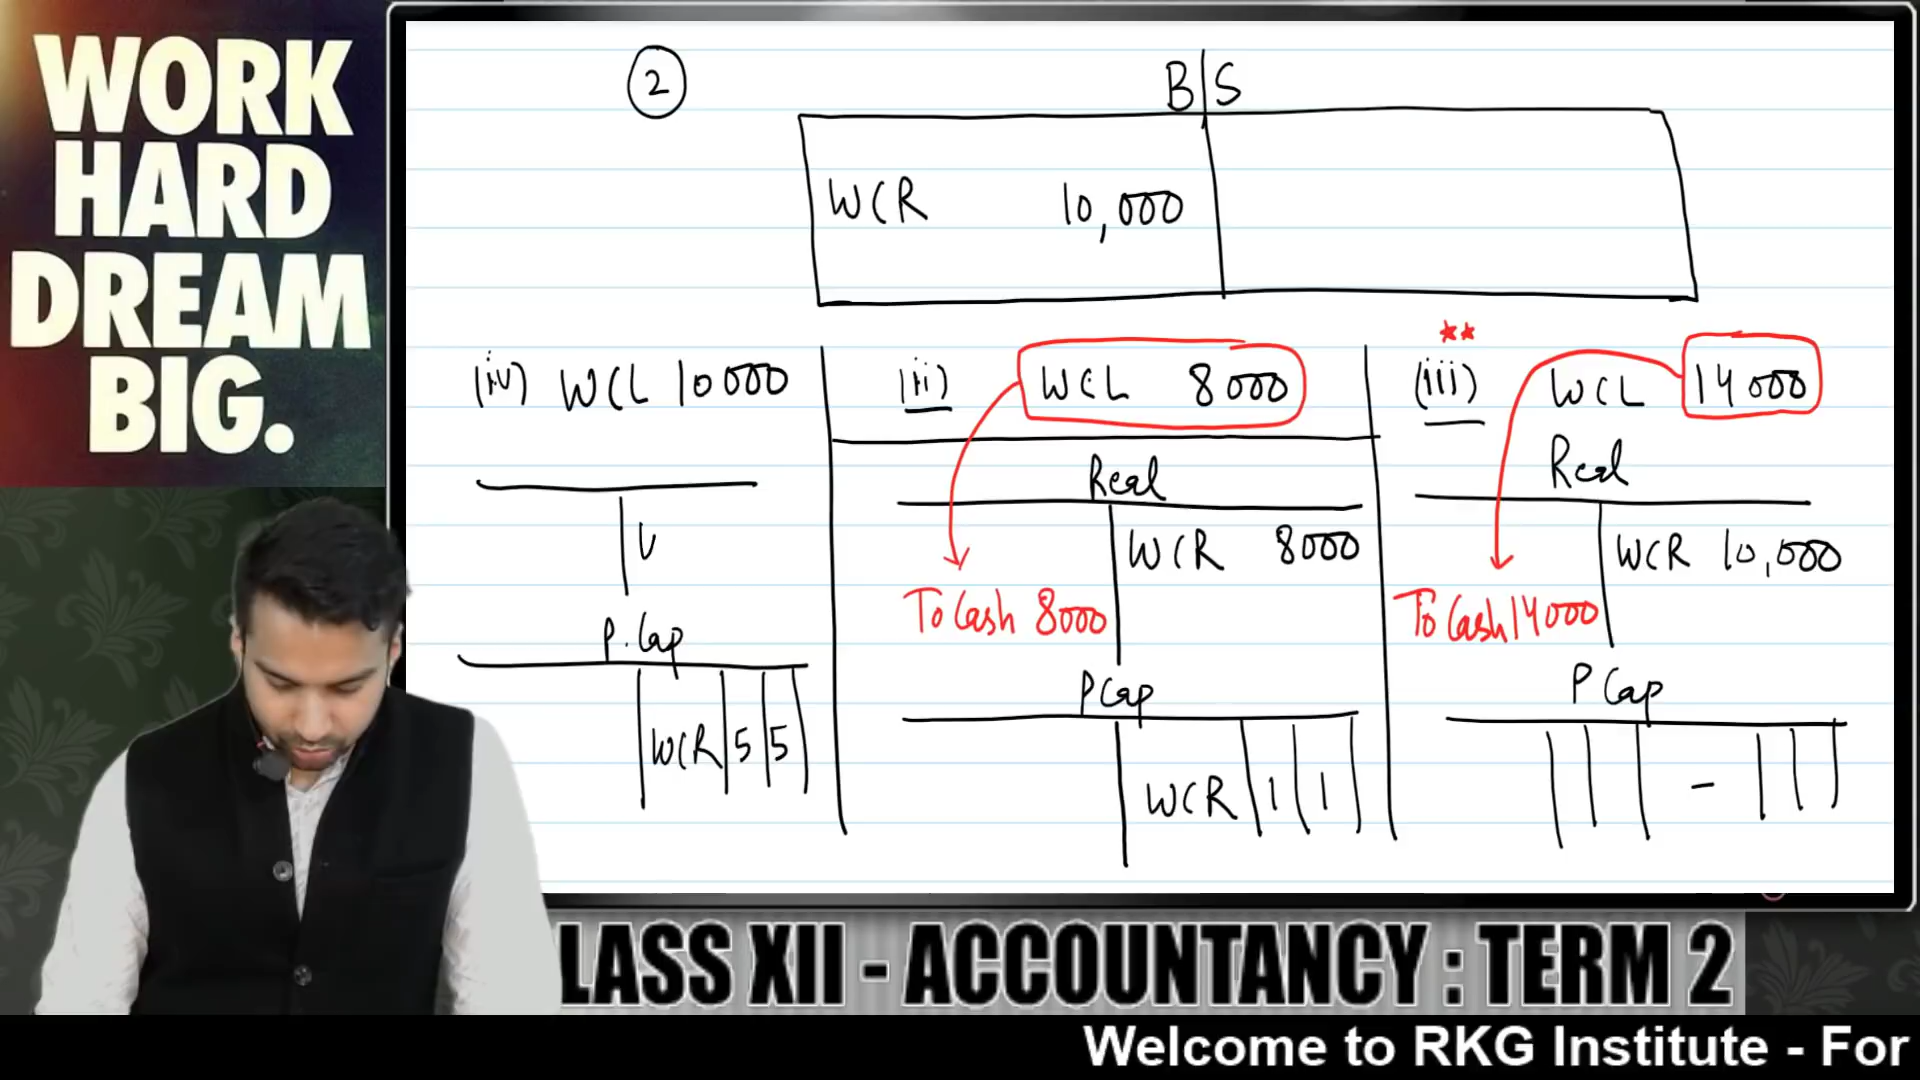 WORK
HARD
DREAM
BIG.
2
B/S
WCR 10,000
(iv) WCL 10000
P.Cap
WCR 5 5
(ii) WCL 8000
Real
WCR 8000
To Cash 8000
P Cap
WCR 1 1
(iii) WCL 14000
Real
WCR 10,000
To Cash 14000
P Cap
-
LASS XII - ACCOUNTANCY : TERM 2
Welcome to RKG Institute - For